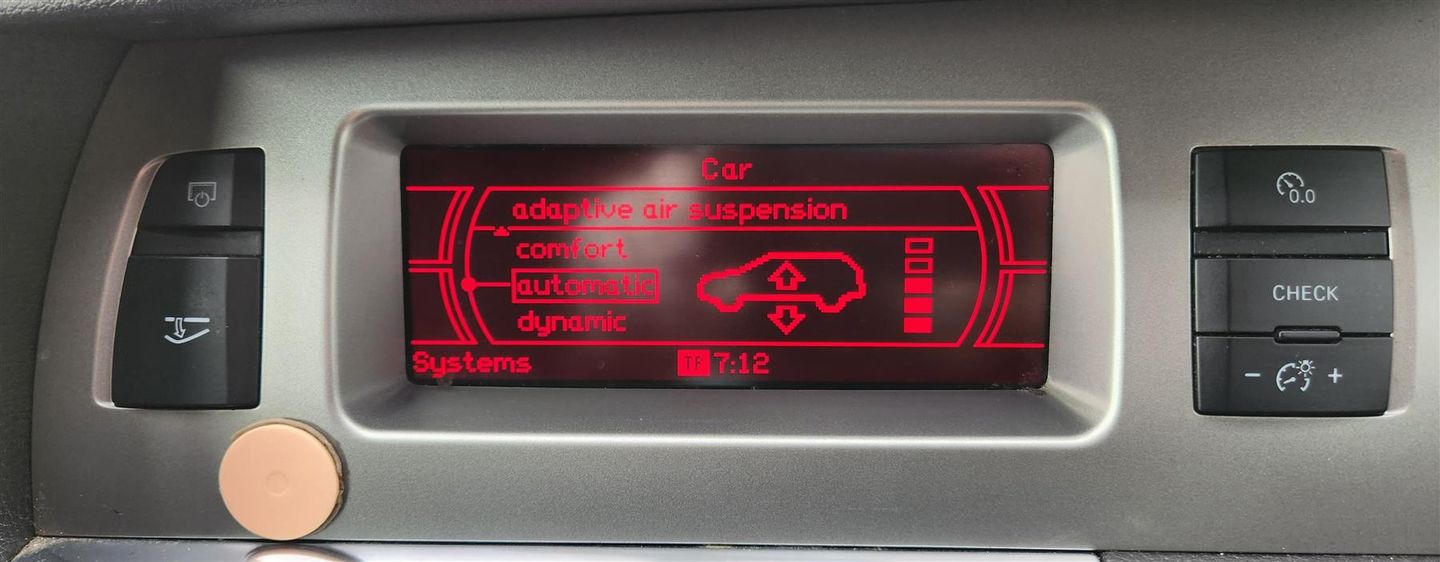 Car
adaptive air suspension
comfort
automatic
dynamic
Systems
TP 7:12
0.0
CHECK
- +